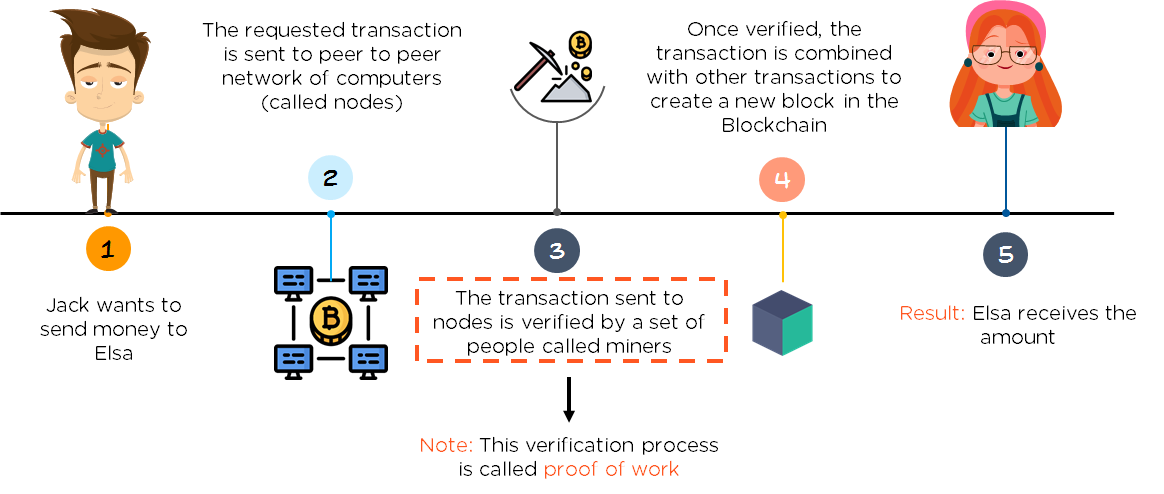 1
Jack wants to
send money to
Elsa
The requested transaction
is sent to peer to peer
network of computers
(called nodes)
2
3
The transaction sent to
nodes is verified by a set of
people called miners
Note: This verification process
is called proof of work
Once verified, the
transaction is combined
with other transactions to
create a new block in the
Blockchain
4
5
Result: Elsa receives the
amount